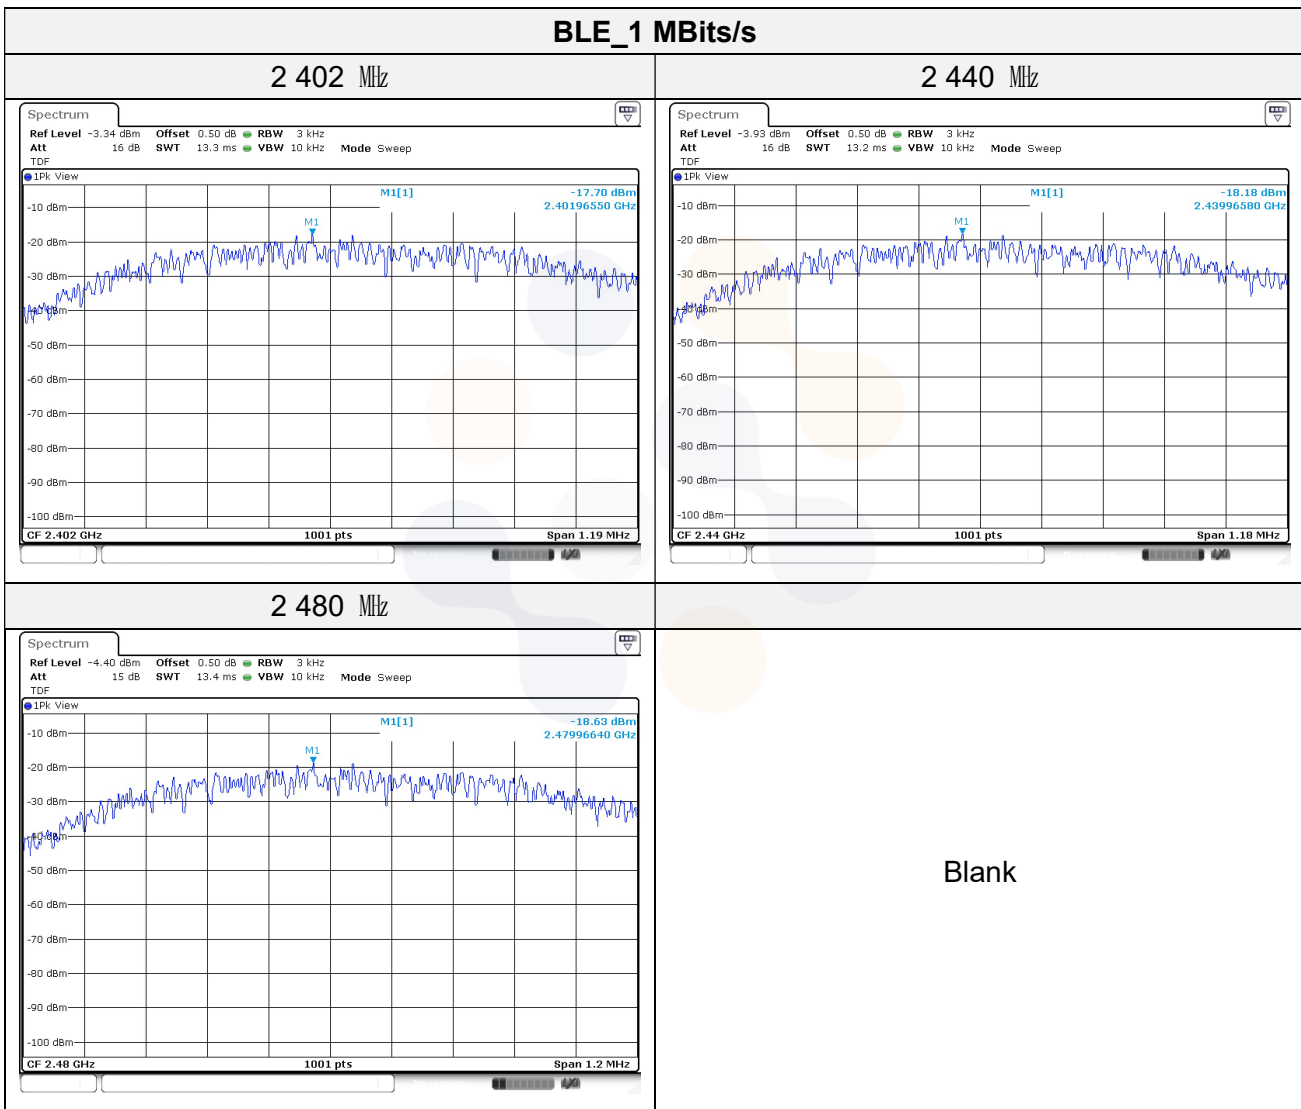 BLE_1 MBits/s
2 402 ㎒
2 440 ㎒
Spectrum
Ref Level -3.34 dBm Offset 0.50 dB RBW 3 kHz
Att 16 dB SWT 13.3 ms VBW 10 kHz Mode Sweep
TDF
1Pk View
M1[1] -17.70 dBm
2.40196550 GHz
M1
-10 dBm
-20 dBm
-30 dBm
-40 dBm
-50 dBm
-60 dBm
-70 dBm
-80 dBm
-90 dBm
-100 dBm
CF 2.402 GHz 1001 pts Span 1.19 MHz
Spectrum
Ref Level -3.93 dBm Offset 0.50 dB RBW 3 kHz
Att 16 dB SWT 13.2 ms VBW 10 kHz Mode Sweep
TDF
1Pk View
M1[1] -18.18 dBm
2.43996580 GHz
M1
-10 dBm
-20 dBm
-30 dBm
-40 dBm
-50 dBm
-60 dBm
-70 dBm
-80 dBm
-90 dBm
-100 dBm
CF 2.44 GHz 1001 pts Span 1.18 MHz
2 480 ㎒
Spectrum
Ref Level -4.40 dBm Offset 0.50 dB RBW 3 kHz
Att 15 dB SWT 13.4 ms VBW 10 kHz Mode Sweep
TDF
1Pk View
M1[1] -18.63 dBm
2.47996640 GHz
M1
-10 dBm
-20 dBm
-30 dBm
-40 dBm
-50 dBm
-60 dBm
-70 dBm
-80 dBm
-90 dBm
-100 dBm
CF 2.48 GHz 1001 pts Span 1.2 MHz
Blank